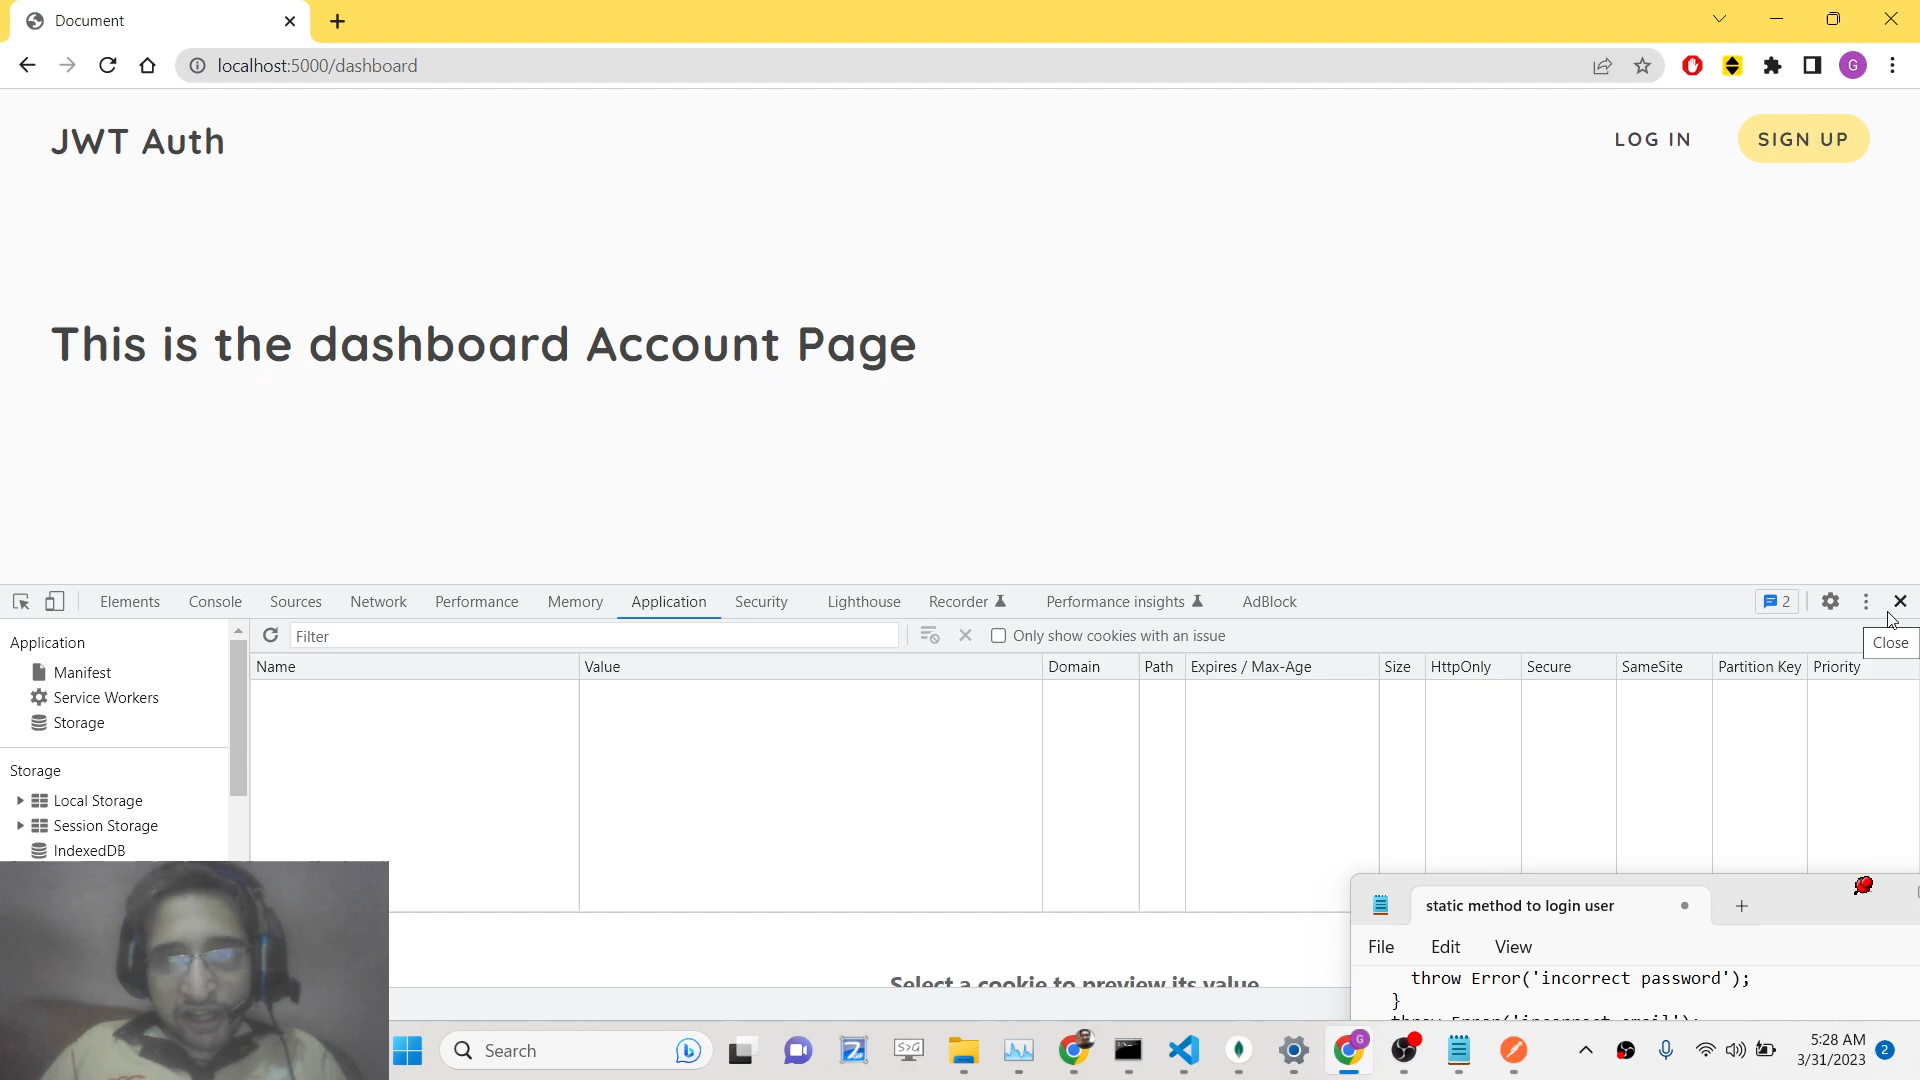 Document
localhost:5000/dashboard
G
JWT Auth
LOG IN
SIGN UP
This is the dashboard Account Page
Elements Console Sources Network Performance Memory Application Security Lighthouse Recorder Performance insights AdBlock
2
Application
Filter
Only show cookies with an issue
Close
Name Value Domain Path Expires / Max-Age Size HttpOnly Secure SameSite Partition Key Priority
Manifest
Service Workers
Storage
Storage
Local Storage
Session Storage
IndexedDB
Select a cookie to preview its value
static method to login user
File Edit View
throw Error('incorrect password');
}
throw Error('incorrect email');
Search
5:28 AM
3/31/2023
2